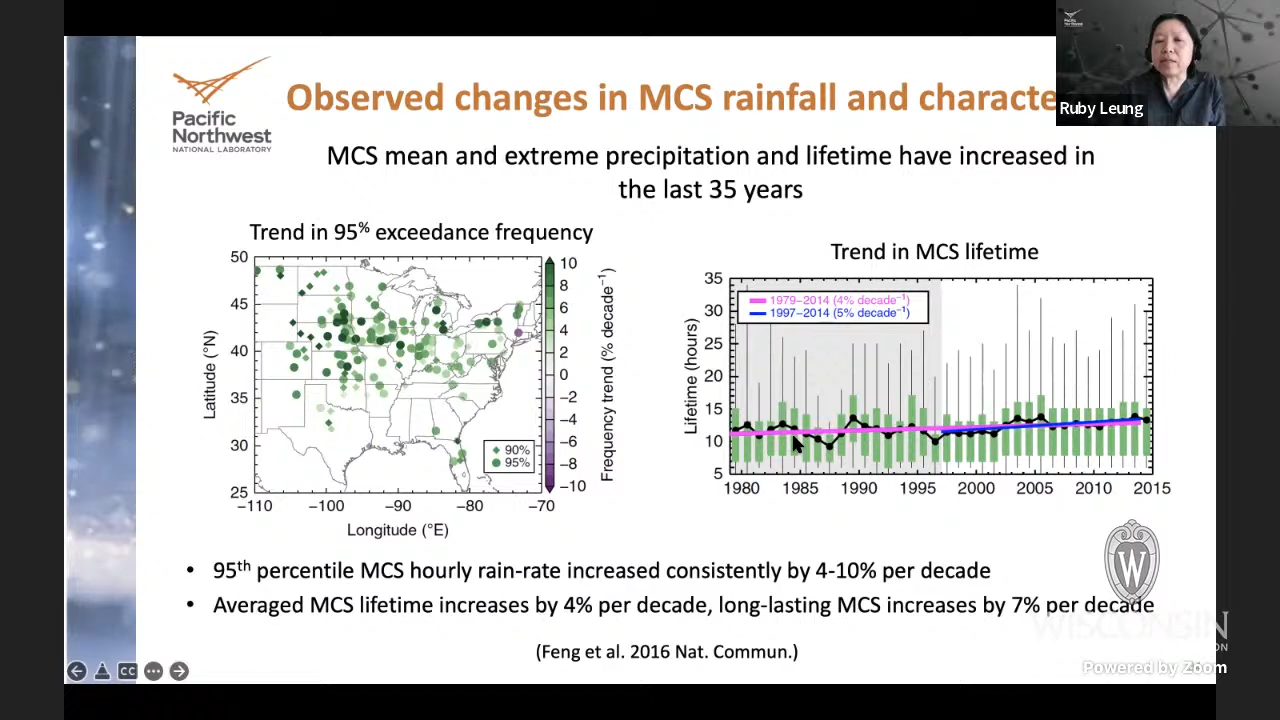 Pacific
Northwest
NATIONAL LABORATORY
Observed changes in MCS rainfall and characte
Ruby Leung
MCS mean and extreme precipitation and lifetime have increased in
the last 35 years
Trend in 95% exceedance frequency
50
45
40
35
30
25
Latitude (°N)
−110 −100 −90 −80 −70
Longitude (°E)
90%
95%
10
8
6
4
2
0
−2
−4
−6
−8
−10
Frequency trend (% decade⁻¹)
Trend in MCS lifetime
35
30
25
20
15
10
5
Lifetime (hours)
1979−2014 (4% decade⁻¹)
1997−2014 (5% decade⁻¹)
1980 1985 1990 1995 2000 2005 2010 2015
• 95th percentile MCS hourly rain-rate increased consistently by 4-10% per decade
• Averaged MCS lifetime increases by 4% per decade, long-lasting MCS increases by 7% per decade
(Feng et al. 2016 Nat. Commun.)
W
WISCONSIN
Powered by Zoom
CC